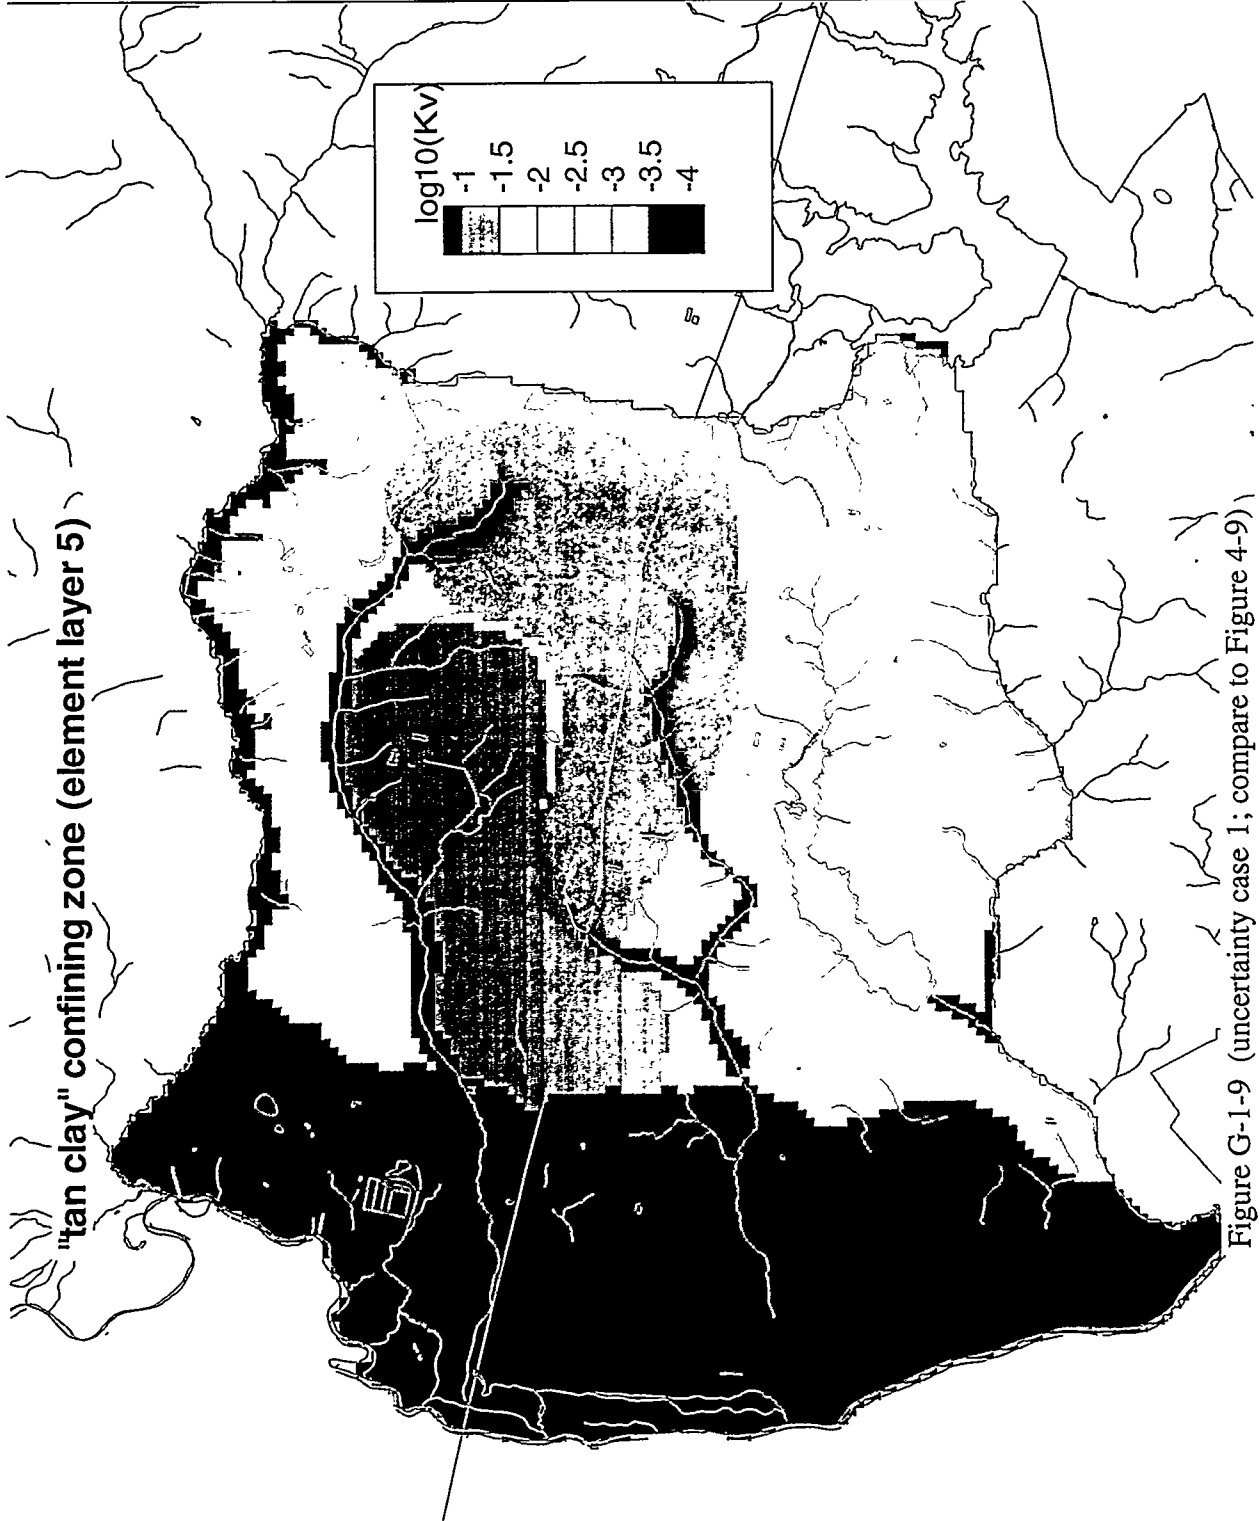 "tan clay" confining zone (element layer 5)
log10(Kv)
-1
-1.5
-2
-2.5
-3
-3.5
-4
Figure G-1-9 (uncertainty case 1; compare to Figure 4-9)